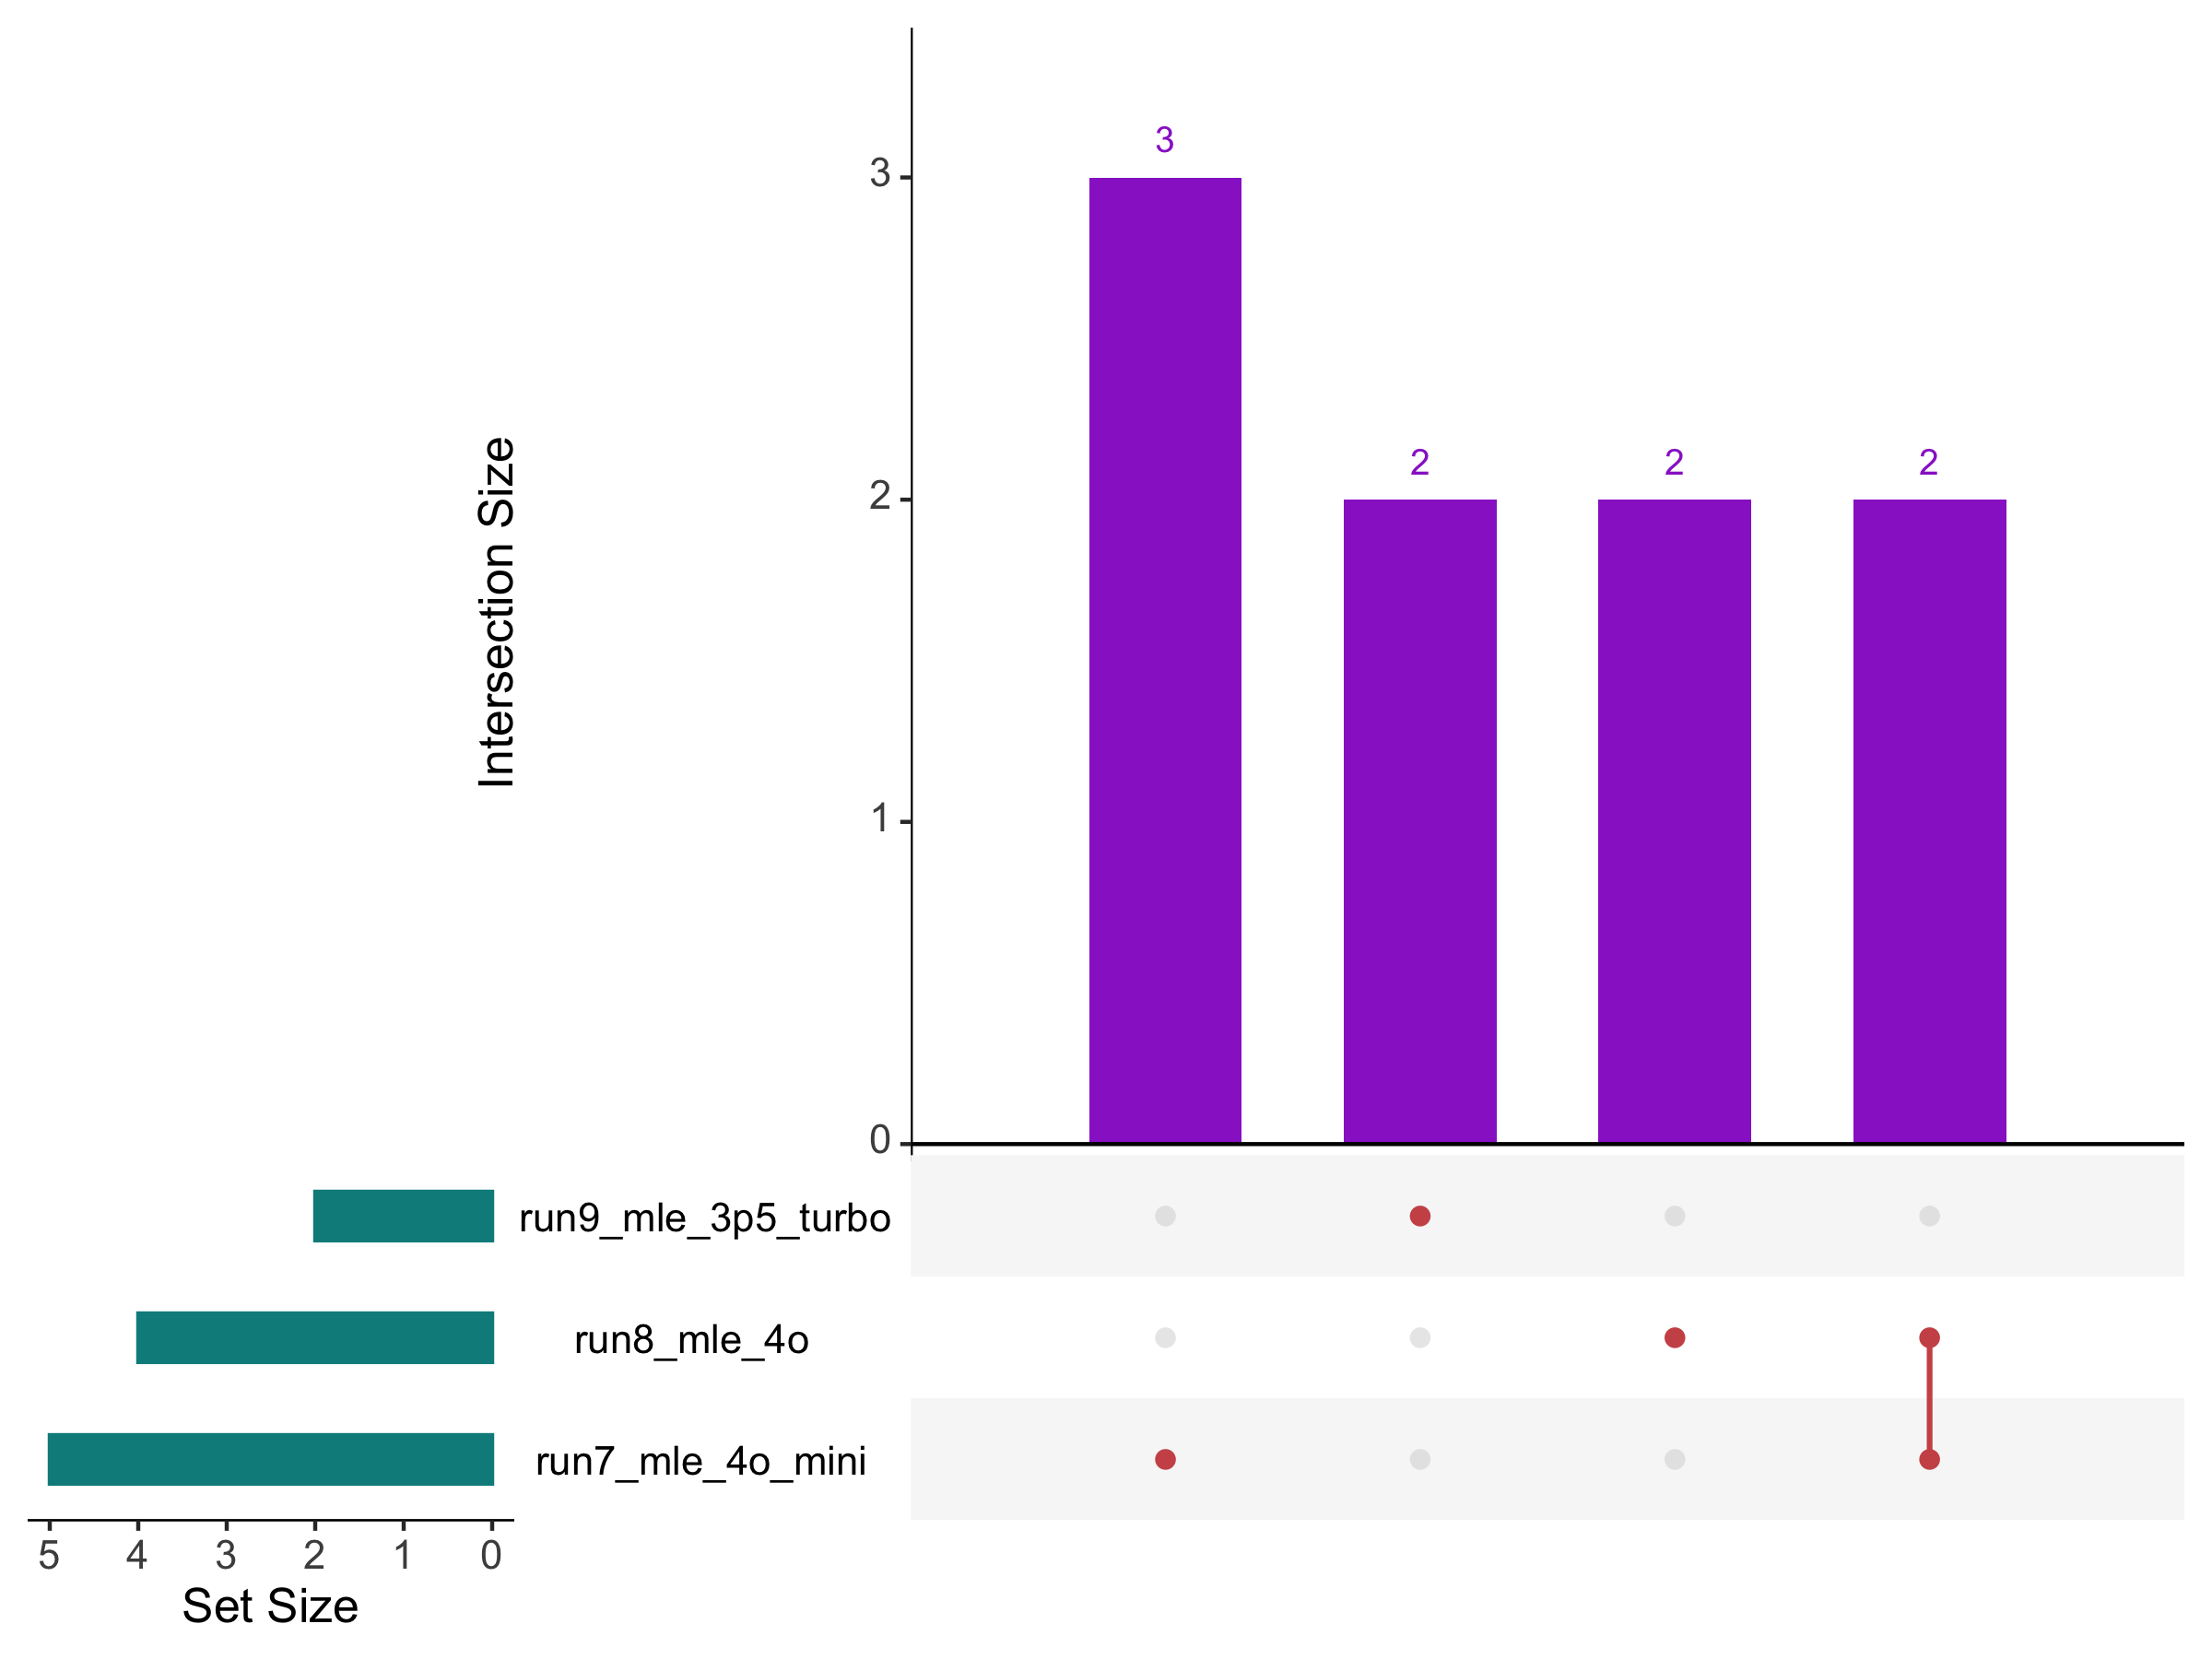 3
3
2
2
2
2
1
0
Intersection Size
run9_mle_3p5_turbo
run8_mle_4o
run7_mle_4o_mini
5 4 3 2 1 0
Set Size